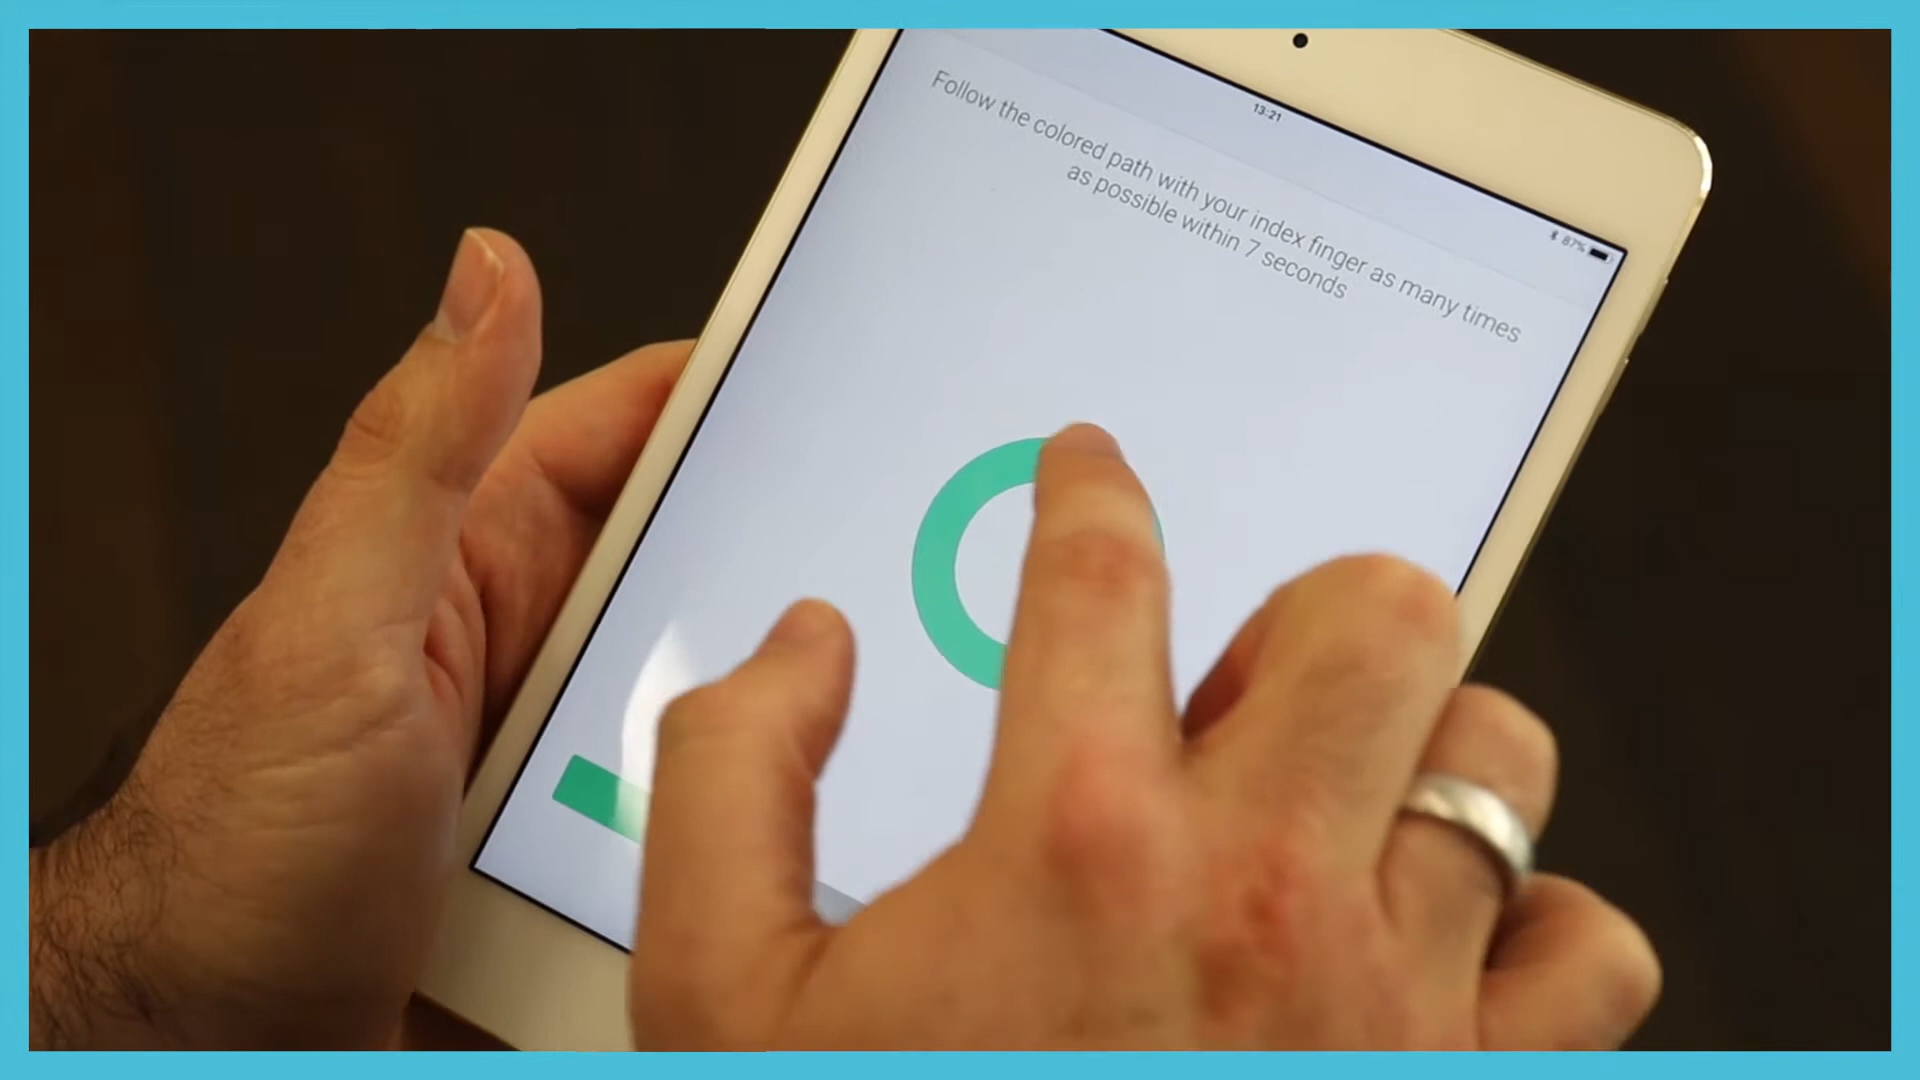 13:21
87%
Follow the colored path with your index finger as many times
as possible within 7 seconds